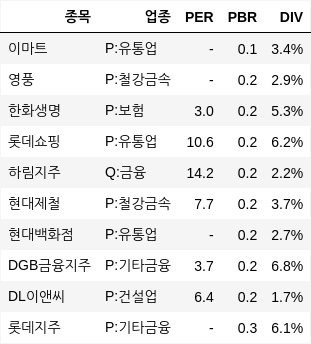 종목 업종 PER PBR DIV
이마트 P:유통업 - 0.1 3.4%
영풍 P:철강금속 - 0.2 2.9%
한화생명 P:보험 3.0 0.2 5.3%
롯데쇼핑 P:유통업 10.6 0.2 6.2%
하림지주 Q:금융 14.2 0.2 2.2%
현대제철 P:철강금속 7.7 0.2 3.7%
현대백화점 P:유통업 - 0.2 2.7%
DGB금융지주 P:기타금융 3.7 0.2 6.8%
DL이앤씨 P:건설업 6.4 0.2 1.7%
롯데지주 P:기타금융 - 0.3 6.1%